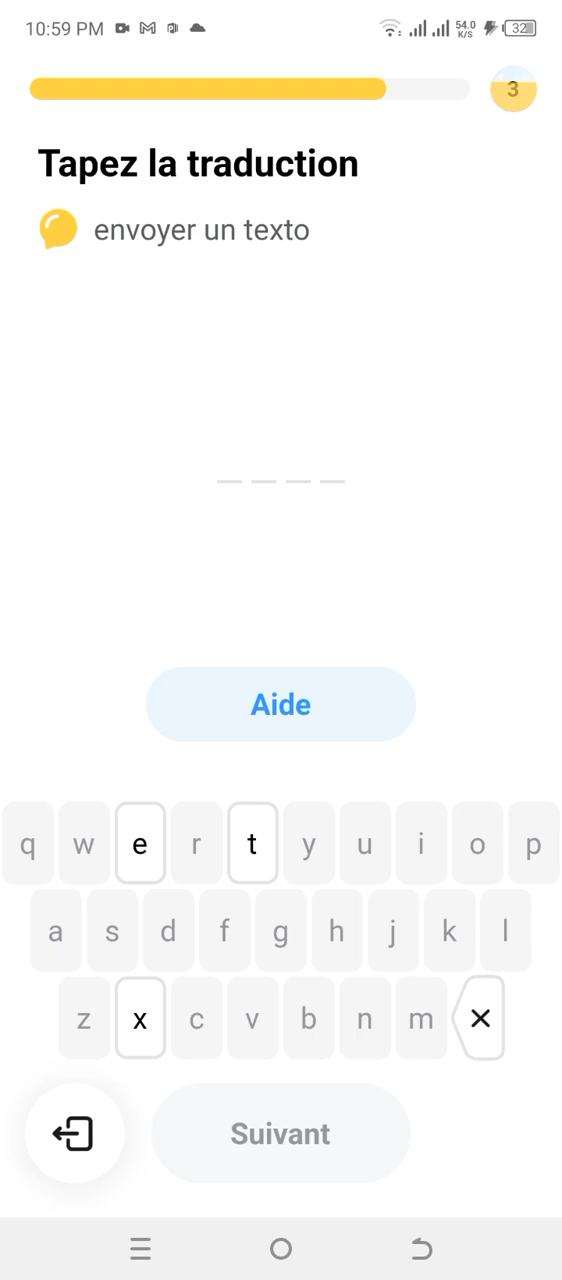 10:59 PM 54.0 K/S 32
3
Tapez la traduction
envoyer un texto
Aide
q w e r t y u i o p
a s d f g h j k l
z x c v b n m
Suivant